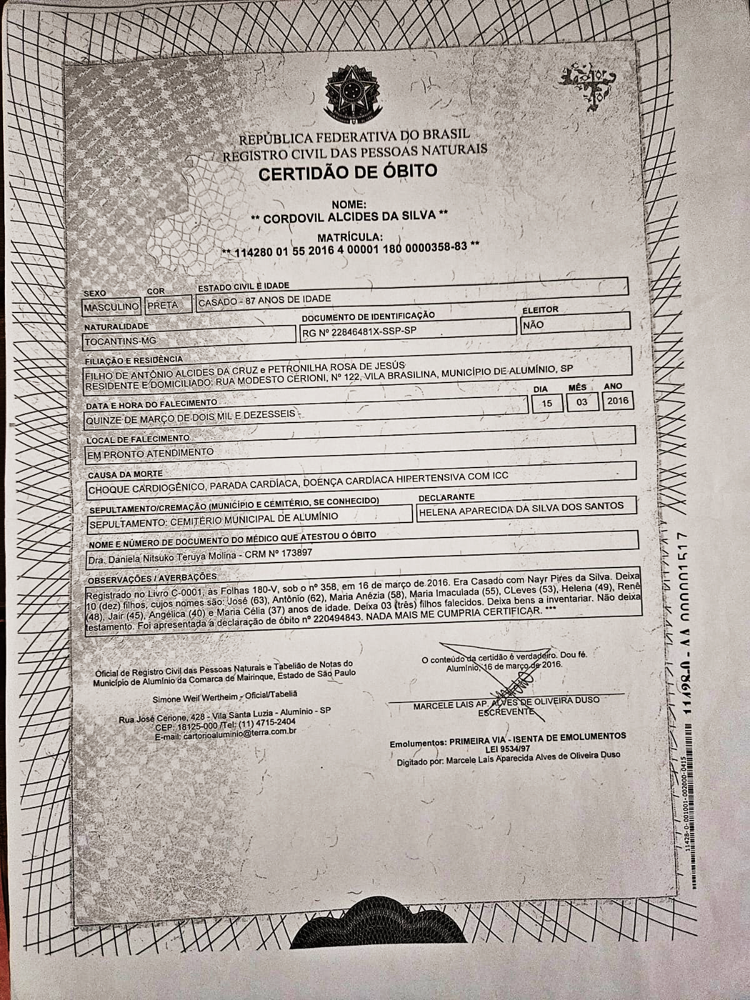 REPÚBLICA FEDERATIVA DO BRASIL
REGISTRO CIVIL DAS PESSOAS NATURAIS
CERTIDÃO DE ÓBITO
NOME:
** CORDOVIL ALCIDES DA SILVA **
MATRÍCULA:
** 114280 01 55 2016 4 00001 180 0000358-83 **
SEXO COR ESTADO CIVIL E IDADE
MASCULINO PRETA CASADO - 87 ANOS DE IDADE
NATURALIDADE DOCUMENTO DE IDENTIFICAÇÃO ELEITOR
TOCANTINS-MG RG Nº 22846481X-SSP-SP NÃO
FILIAÇÃO E RESIDÊNCIA
FILHO DE ANTÔNIO ALCIDES DA CRUZ e PETRONILHA ROSA DE JESÚS
RESIDENTE E DOMICILIADO: RUA MODESTO CERIONI, Nº 122, VILA BRASILINA, MUNICÍPIO DE ALUMÍNIO, SP
DATA E HORA DO FALECIMENTO DIA MÊS ANO
QUINZE DE MARÇO DE DOIS MIL E DEZESSEIS - 15 03 2016
LOCAL DE FALECIMENTO
EM PRONTO ATENDIMENTO
CAUSA DA MORTE
CHOQUE CARDIOGÊNICO, PARADA CARDÍACA, DOENÇA CARDÍACA HIPERTENSIVA COM ICC
SEPULTAMENTO/CREMAÇÃO (MUNICÍPIO E CEMITÉRIO, SE CONHECIDO) DECLARANTE
SEPULTAMENTO: CEMITÉRIO MUNICIPAL DE ALUMÍNIO HELENA APARECIDA DA SILVA DOS SANTOS
NOME E NÚMERO DE DOCUMENTO DO MÉDICO QUE ATESTOU O ÓBITO
Dra. Daniela Nitsuko Teruya Molina - CRM Nº 173897
OBSERVAÇÕES / AVERBAÇÕES
Registrado no Livro C-0001, às Folhas 180-V, sob o nº 358, em 16 de março de 2016. Era Casado com Nayr Pires da Silva. Deixa
10 (dez) filhos, cujos nomes são: José (63), Antônio (62), Maria Anézia (58), Maria Imaculada (55), CLeves (53), Helena (49), Renê
(48), Jair (45), Angélica (40) e Maria Célia (37) anos de idade. Deixa 03 (três) filhos falecidos. Deixa bens a inventariar. Não deixa
testamento. Foi apresentada a declaração de óbito nº 220494843. NADA MAIS ME CUMPRIA CERTIFICAR. ***
Oficial de Registro Civil das Pessoas Naturais e Tabelião de Notas do
Município de Alumínio da Comarca de Mairinque, Estado de São Paulo
Simone Weil Wertheim - Oficial/Tabeliã
Rua José Cerione, 428 - Vila Santa Luzia - Aluminio - SP
CEP: 18125-000 /Tel: (11) 4715-2404
E-mail: cartorioaluminio@terra.com.br
O conteúdo da certidão é verdadeiro. Dou fé.
Alumínio, 16 de março de 2016.
MARCELE LAIS AP. ALVES DE OLIVEIRA DUSO
ESCREVENTE
Emolumentos: PRIMEIRA VIA - ISENTA DE EMOLUMENTOS
LEI 9534/97
Digitado por: Marcele Lais Aparecida Alves de Oliveira Duso
11428-0 - AA 000001517
11428-0-001001-002000-0415